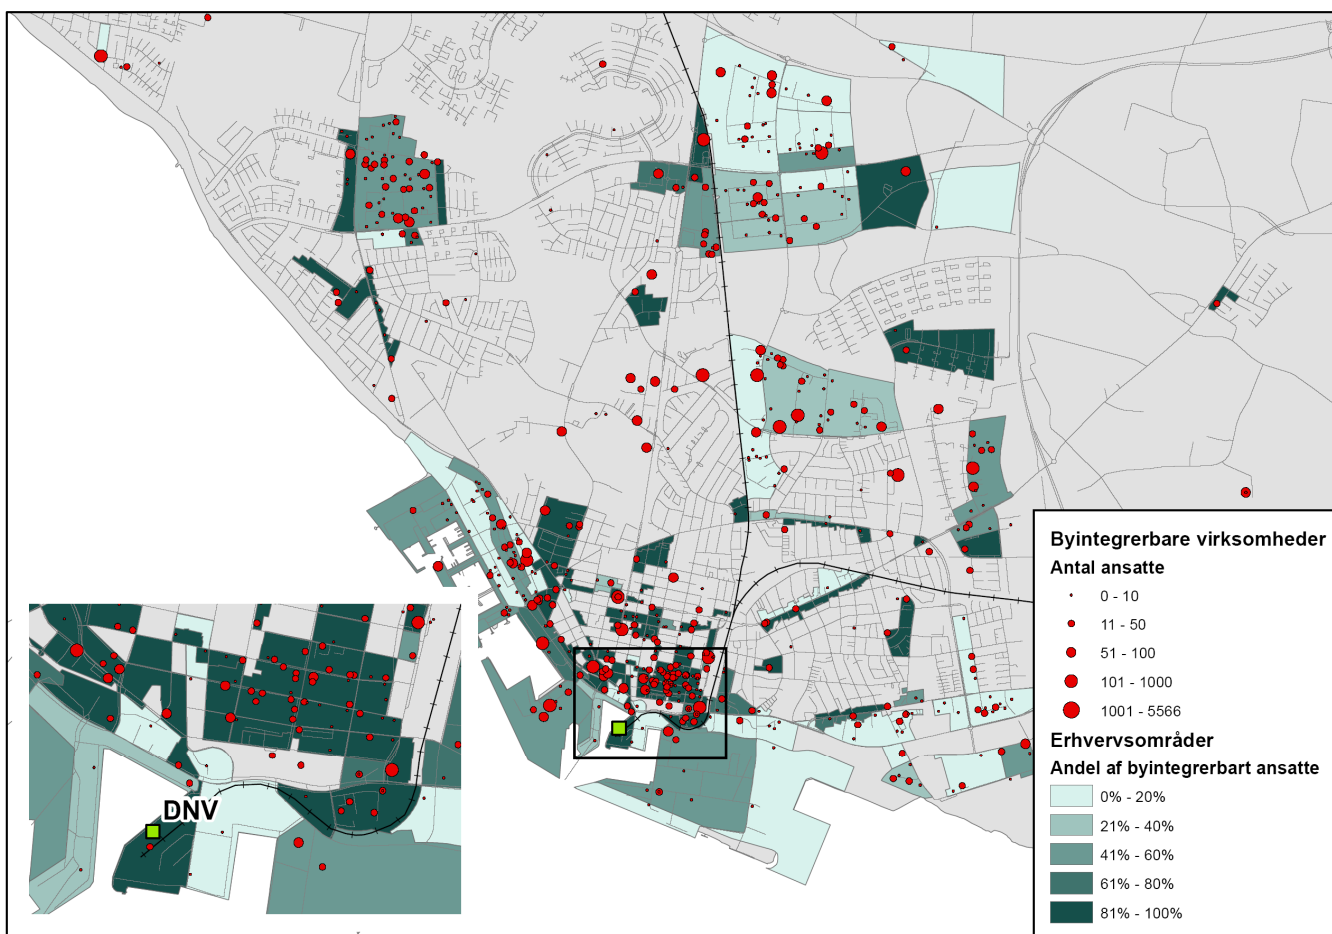 DNV
Byintegrerbare virksomheder
Antal ansatte
0 - 10
11 - 50
51 - 100
101 - 1000
1001 - 5566
Erhvervsområder
Andel af byintegrerbart ansatte
0% - 20%
21% - 40%
41% - 60%
61% - 80%
81% - 100%